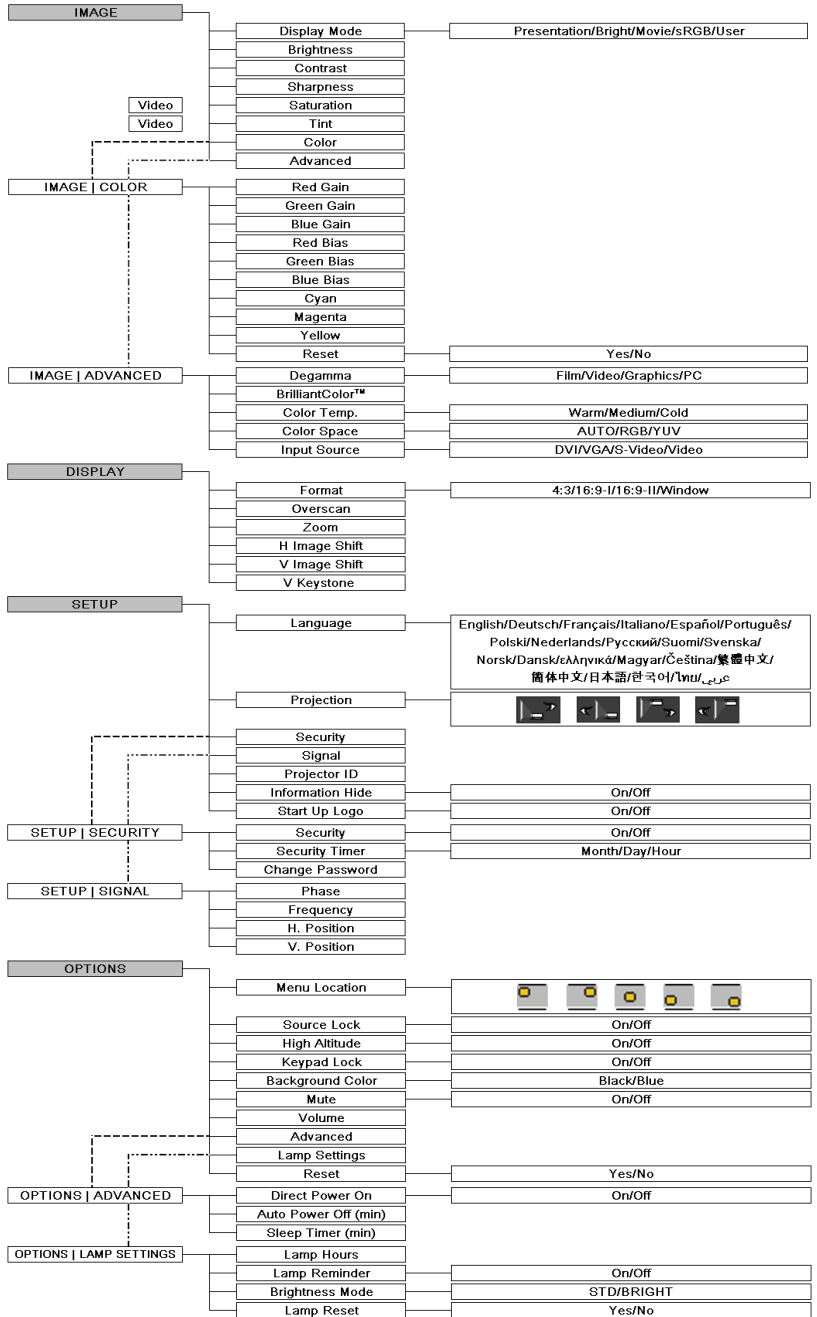 IMAGE
Display Mode Presentation/Bright/Movie/sRGB/User
Brightness
Contrast
Sharpness
Video Saturation
Video Tint
Color
Advanced
IMAGE | COLOR Red Gain
Green Gain
Blue Gain
Red Bias
Green Bias
Blue Bias
Cyan
Magenta
Yellow
Reset Yes/No
IMAGE | ADVANCED Degamma Film/Video/Graphics/PC
BrilliantColor™
Color Temp. Warm/Medium/Cold
Color Space AUTO/RGB/YUV
Input Source DVI/VGA/S-Video/Video
DISPLAY
Format 4:3/16:9-I/16:9-II/Window
Overscan
Zoom
H Image Shift
V Image Shift
V Keystone
SETUP
Language English/Deutsch/Français/Italiano/Español/Português/
Polski/Nederlands/Русский/Suomi/Svenska/
Norsk/Dansk/ελληνικά/Magyar/Čeština/繁體中文/
簡体中文/日本語/한국어/ไทย/عربي
Projection
Security
Signal
Projector ID
Information Hide On/Off
Start Up Logo On/Off
SETUP | SECURITY Security On/Off
Security Timer Month/Day/Hour
Change Password
SETUP | SIGNAL Phase
Frequency
H. Position
V. Position
OPTIONS
Menu Location
Source Lock On/Off
High Altitude On/Off
Keypad Lock On/Off
Background Color Black/Blue
Mute On/Off
Volume
Advanced
Lamp Settings
Reset Yes/No
OPTIONS | ADVANCED Direct Power On On/Off
Auto Power Off (min)
Sleep Timer (min)
OPTIONS | LAMP SETTINGS Lamp Hours
Lamp Reminder On/Off
Brightness Mode STD/BRIGHT
Lamp Reset Yes/No